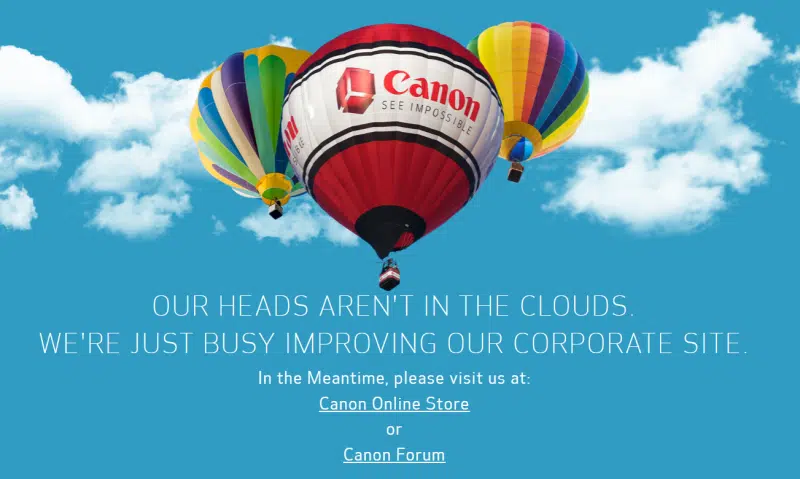 Canon
SEE IMPOSSIBLE
OUR HEADS AREN'T IN THE CLOUDS.
WE'RE JUST BUSY IMPROVING OUR CORPORATE SITE.
In the Meantime, please visit us at:
Canon Online Store
or
Canon Forum